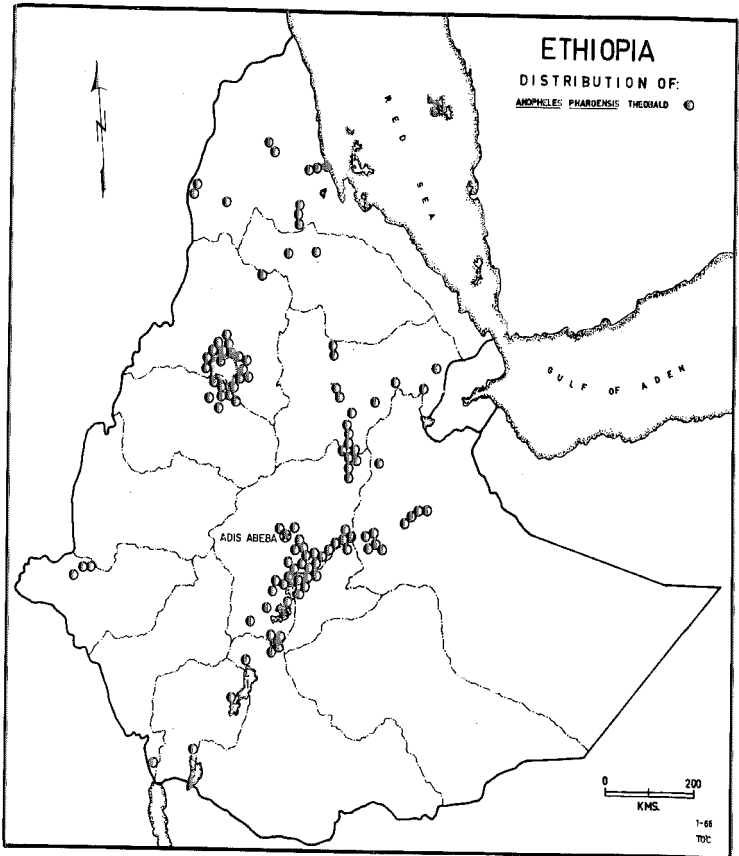 ETHIOPIA
DISTRIBUTION OF:
ANOPHELES PHAROENSIS THEOBALD
N
RED SEA
GULF OF ADEN
ADIS ABEBA
0 200
KMS.
1-66
TOC